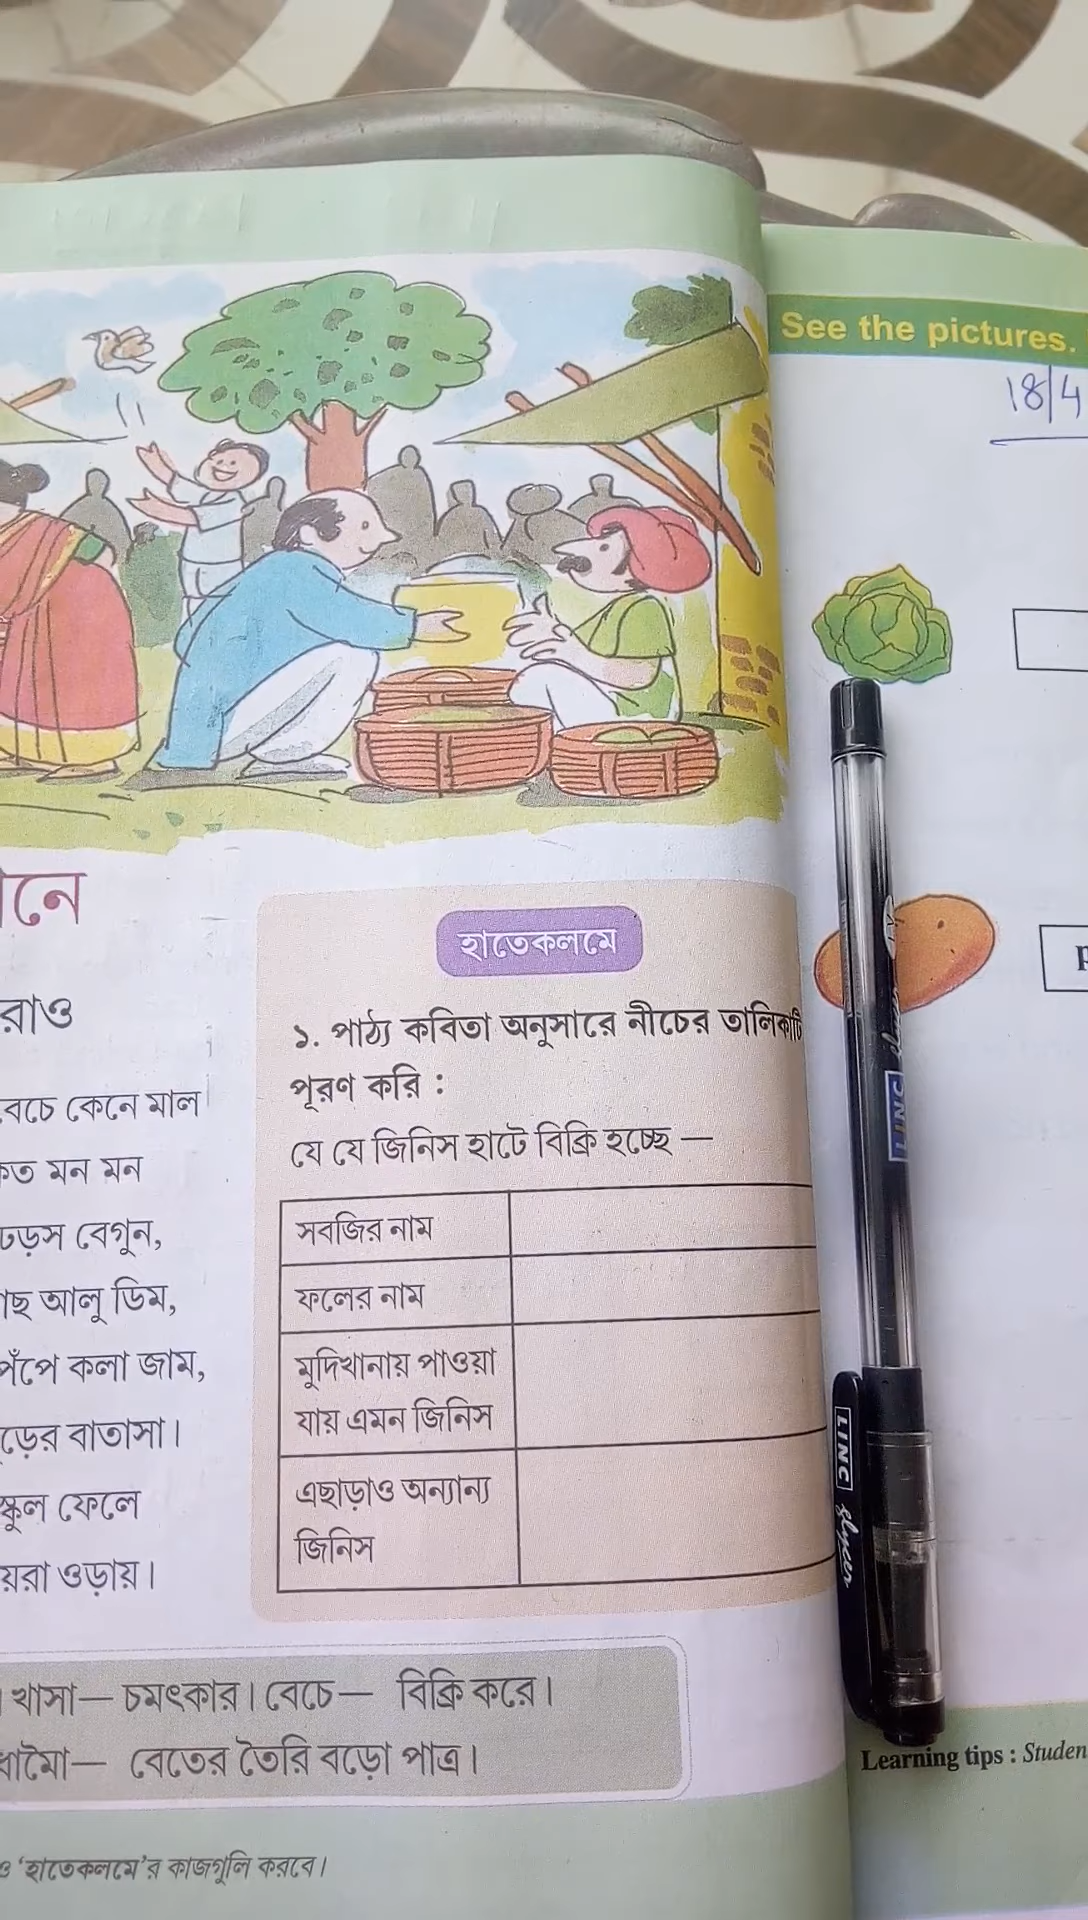 See the pictures.
18/4
নে
রাও
বেচে কেনে মাল
মন মন
বেগুন,
আলু ডিম,
কলা জাম,
বাতাসা।
স্কুল ফেলে
ওড়ায়।
হাতেকলমে
১. পাঠ্য কবিতা অনুসারে নীচের তালিকাটি
পূরণ করি :
যে যে জিনিস হাটে বিক্রি হচ্ছে —
সবজির নাম
ফলের নাম
মুদিখানায় পাওয়া
যায় এমন জিনিস
এছাড়াও অন্যান্য
জিনিস
খাসা— চমৎকার। বেচে— বিক্রি করে।
বেতের তৈরি বড়ো পাত্র।
ও ‘হাতেকলমে’র কাজগুলি করবে।
LINC
LINC glycer
Learning tips : Studen